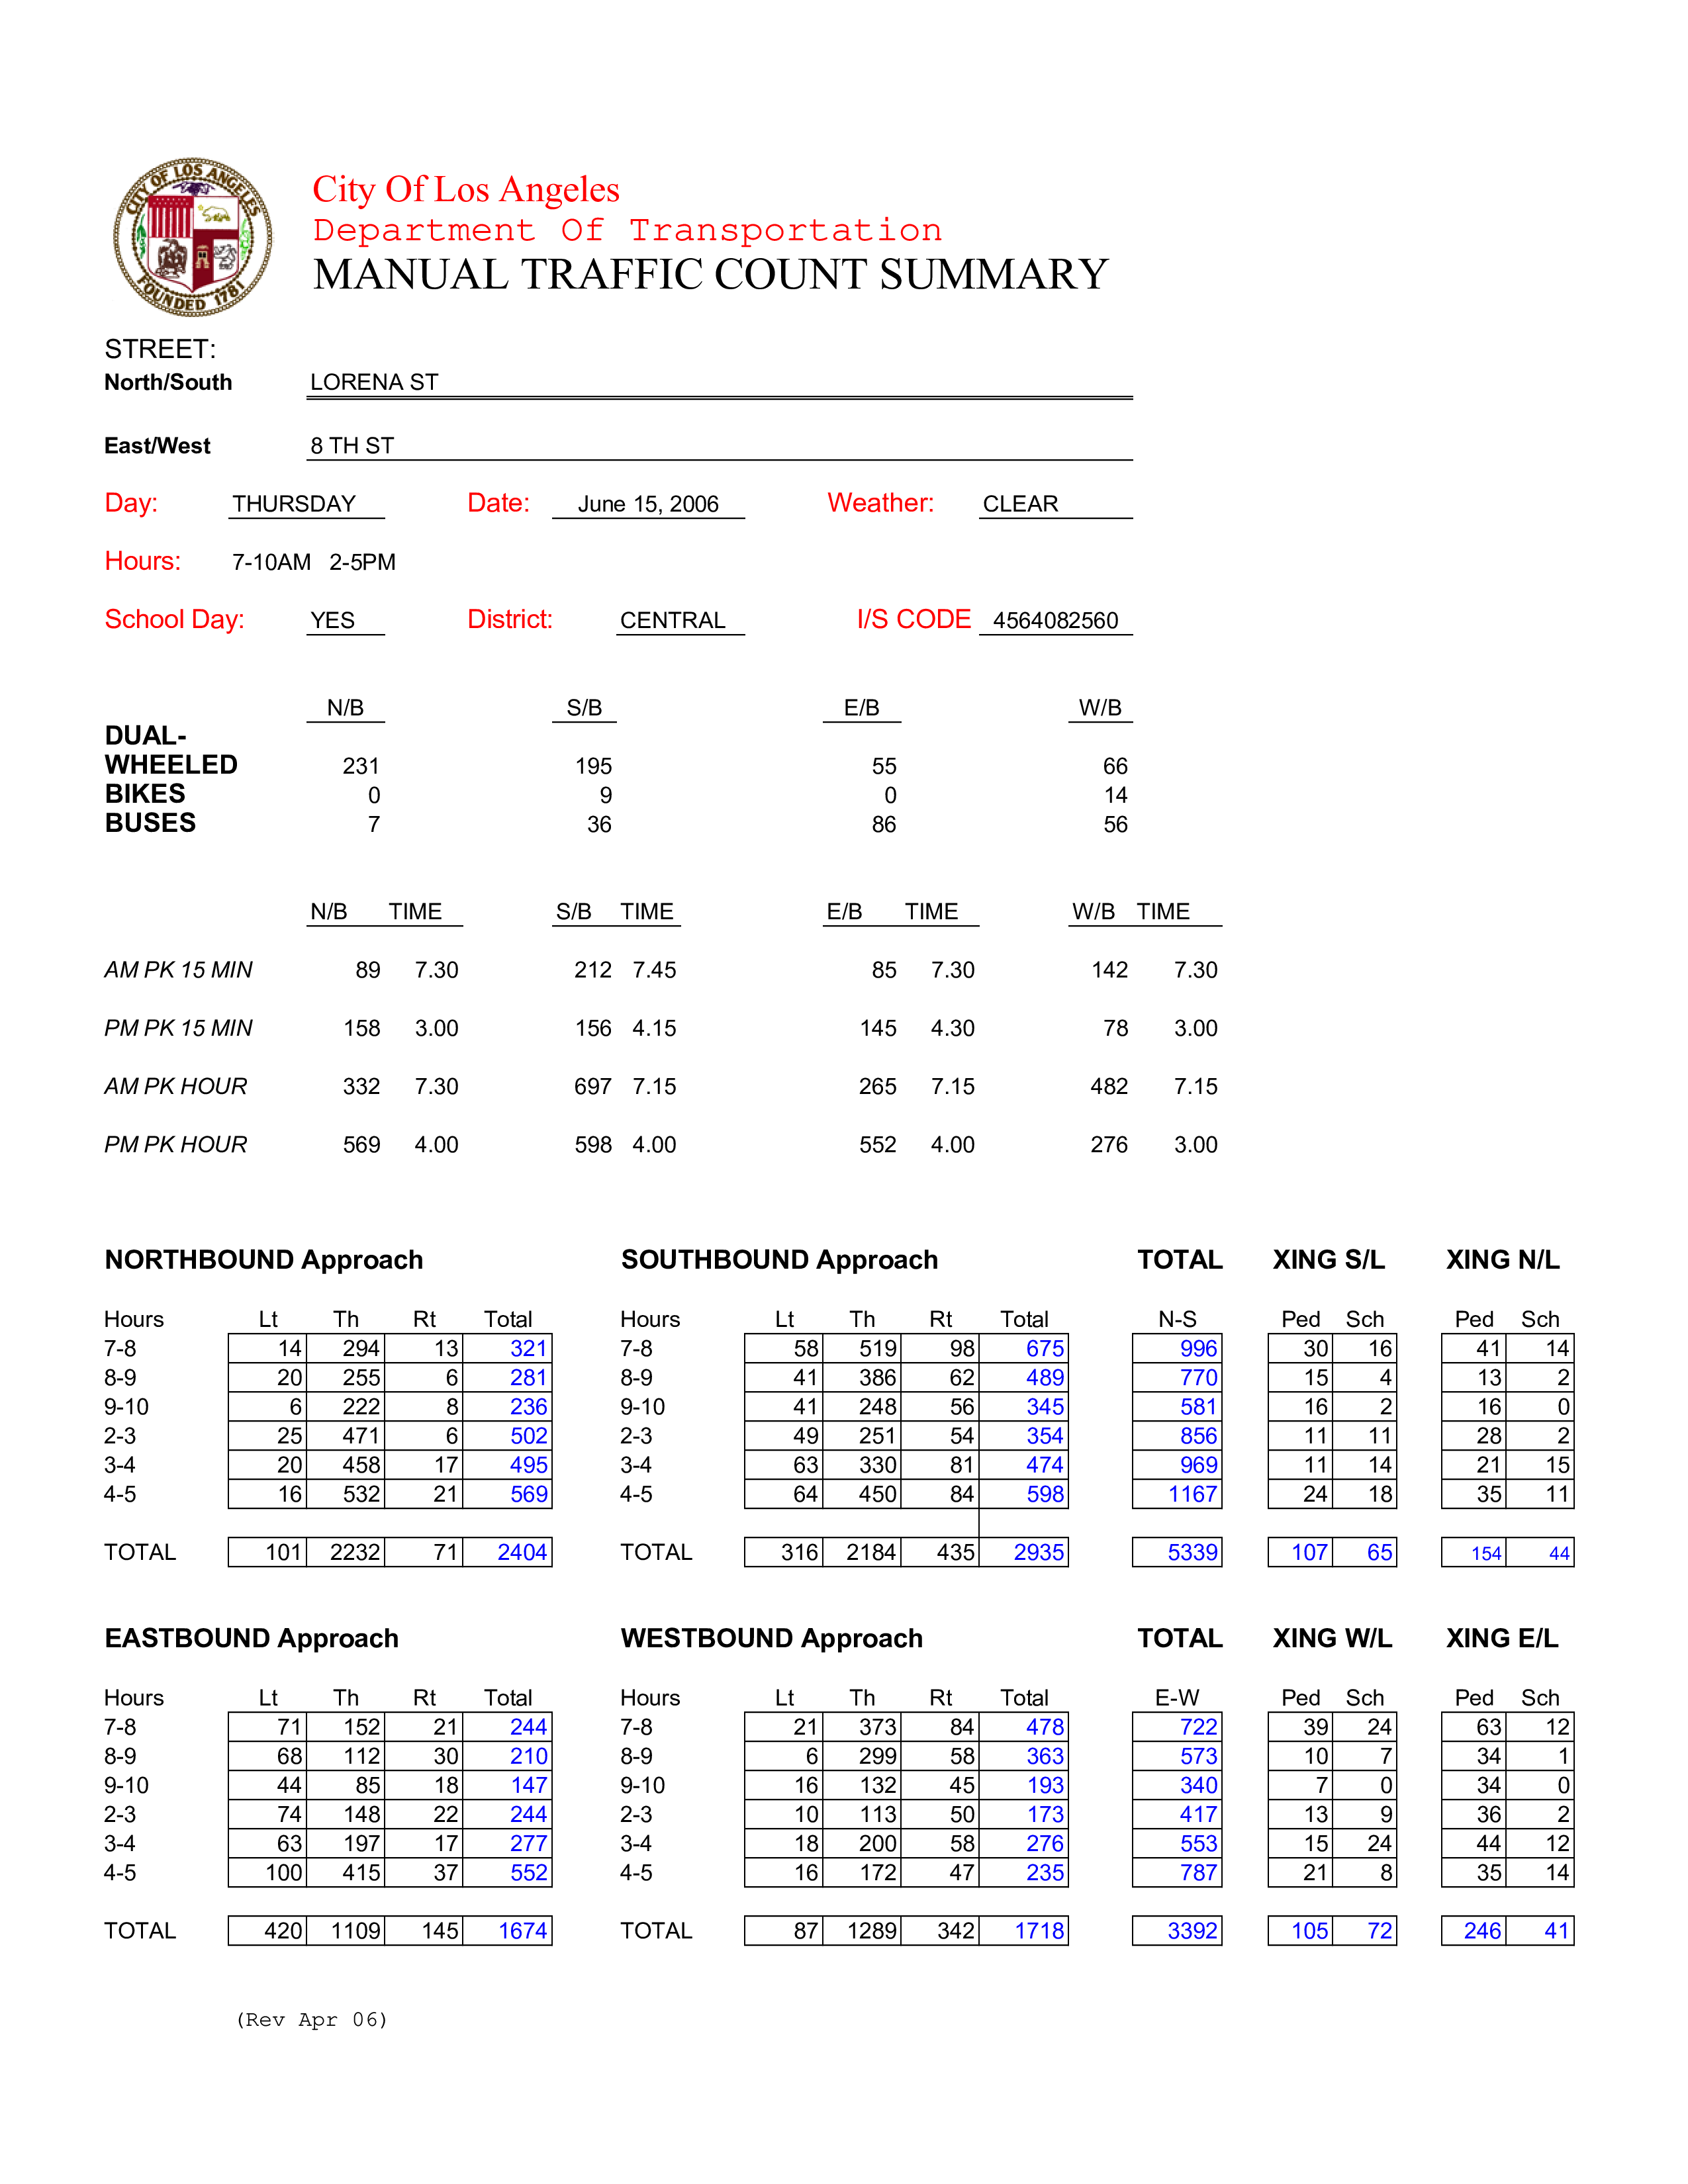 CITY OF LOS ANGELES
FOUNDED 1781
City Of Los Angeles
Department Of Transportation
MANUAL TRAFFIC COUNT SUMMARY
STREET:
North/South LORENA ST
East/West 8 TH ST
Day: THURSDAY Date: June 15, 2006 Weather: CLEAR
Hours: 7-10AM 2-5PM
School Day: YES District: CENTRAL I/S CODE 4564082560
N/B S/B E/B W/B
DUAL-
WHEELED 231 195 55 66
BIKES 0 9 0 14
BUSES 7 36 86 56
N/B TIME S/B TIME E/B TIME W/B TIME
AM PK 15 MIN 89 7.30 212 7.45 85 7.30 142 7.30
PM PK 15 MIN 158 3.00 156 4.15 145 4.30 78 3.00
AM PK HOUR 332 7.30 697 7.15 265 7.15 482 7.15
PM PK HOUR 569 4.00 598 4.00 552 4.00 276 3.00
NORTHBOUND Approach SOUTHBOUND Approach TOTAL XING S/L XING N/L
Hours Lt Th Rt Total Hours Lt Th Rt Total N-S Ped Sch Ped Sch
7-8 14 294 13 321 7-8 58 519 98 675 996 30 16 41 14
8-9 20 255 6 281 8-9 41 386 62 489 770 15 4 13 2
9-10 6 222 8 236 9-10 41 248 56 345 581 16 2 16 0
2-3 25 471 6 502 2-3 49 251 54 354 856 11 11 28 2
3-4 20 458 17 495 3-4 63 330 81 474 969 11 14 21 15
4-5 16 532 21 569 4-5 64 450 84 598 1167 24 18 35 11
TOTAL 101 2232 71 2404 TOTAL 316 2184 435 2935 5339 107 65 154 44
EASTBOUND Approach WESTBOUND Approach TOTAL XING W/L XING E/L
Hours Lt Th Rt Total Hours Lt Th Rt Total E-W Ped Sch Ped Sch
7-8 71 152 21 244 7-8 21 373 84 478 722 39 24 63 12
8-9 68 112 30 210 8-9 6 299 58 363 573 10 7 34 1
9-10 44 85 18 147 9-10 16 132 45 193 340 7 0 34 0
2-3 74 148 22 244 2-3 10 113 50 173 417 13 9 36 2
3-4 63 197 17 277 3-4 18 200 58 276 553 15 24 44 12
4-5 100 415 37 552 4-5 16 172 47 235 787 21 8 35 14
TOTAL 420 1109 145 1674 TOTAL 87 1289 342 1718 3392 105 72 246 41
(Rev Apr 06)